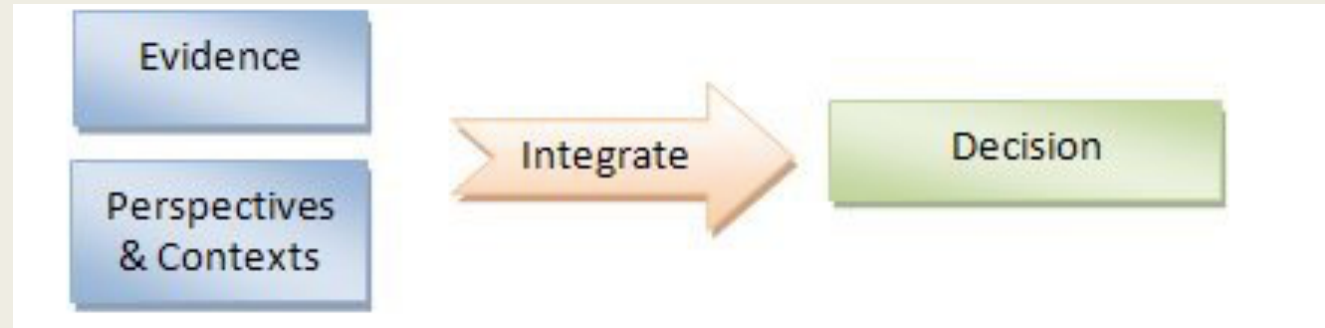 Evidence
Perspectives
& Contexts
Integrate
Decision